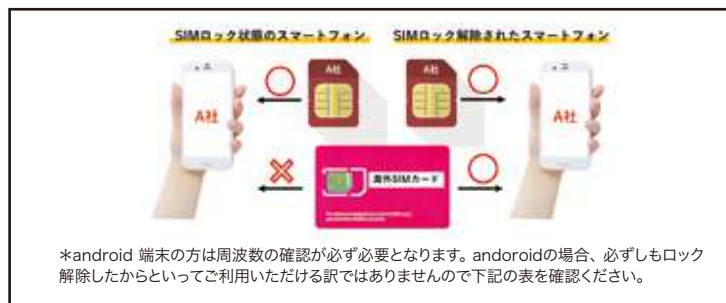 SIMロック状態のスマートフォン
SIMロック解除されたスマートフォン
A社
A社
A社
A社
海外SIMカード
*android 端末の方は周波数の確認が必ず必要となります。andoroidの場合、必ずしもロック
解除したからといってご利用いただける訳ではありませんので下記の表を確認ください。